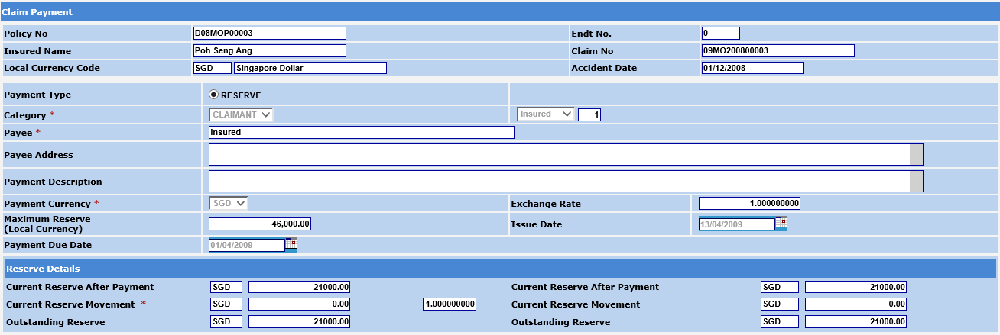 Claim Payment
Policy No D08MOP00003 Endt No. 0
Insured Name Poh Seng Ang Claim No 09MO200800003
Local Currency Code SGD Singapore Dollar Accident Date 01/12/2008
Payment Type RESERVE
Category * CLAIMANT Insured 1
Payee * Insured
Payee Address
Payment Description
Payment Currency * SGD Exchange Rate 1.000000000
Maximum Reserve
(Local Currency) 46,000.00 Issue Date 13/04/2009
Payment Due Date 01/04/2009
Reserve Details
Current Reserve After Payment SGD 21000.00 Current Reserve After Payment SGD 21000.00
Current Reserve Movement * SGD 0.00 1.000000000 Current Reserve Movement SGD 0.00
Outstanding Reserve SGD 21000.00 Outstanding Reserve SGD 21000.00